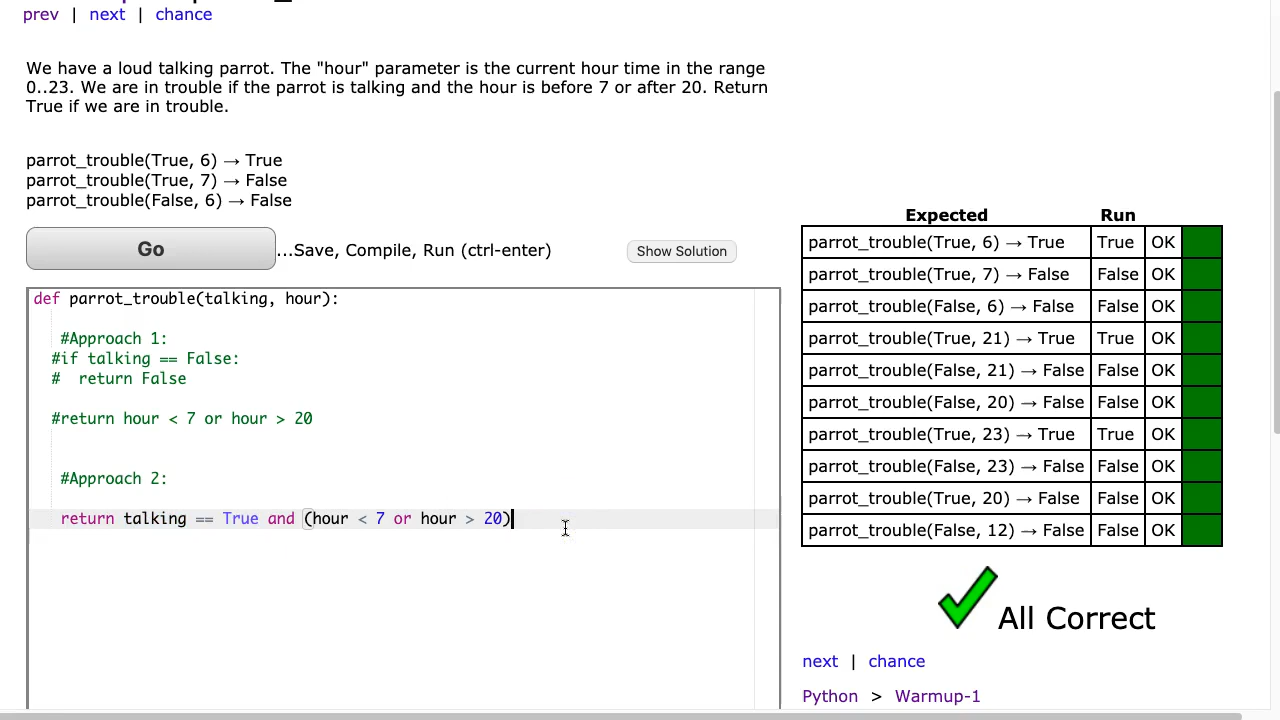 prev | next | chance
We have a loud talking parrot. The "hour" parameter is the current hour time in the range
0..23. We are in trouble if the parrot is talking and the hour is before 7 or after 20. Return
True if we are in trouble.
parrot_trouble(True, 6) → True
parrot_trouble(True, 7) → False
parrot_trouble(False, 6) → False
Go ...Save, Compile, Run (ctrl-enter) Show Solution
def parrot_trouble(talking, hour):
#Approach 1:
#if talking == False:
#  return False
#return hour < 7 or hour > 20
#Approach 2:
return talking == True and (hour < 7 or hour > 20)
Expected Run
parrot_trouble(True, 6) → True True OK
parrot_trouble(True, 7) → False False OK
parrot_trouble(False, 6) → False False OK
parrot_trouble(True, 21) → True True OK
parrot_trouble(False, 21) → False False OK
parrot_trouble(False, 20) → False False OK
parrot_trouble(True, 23) → True True OK
parrot_trouble(False, 23) → False False OK
parrot_trouble(True, 20) → False False OK
parrot_trouble(False, 12) → False False OK
All Correct
next | chance
Python > Warmup-1